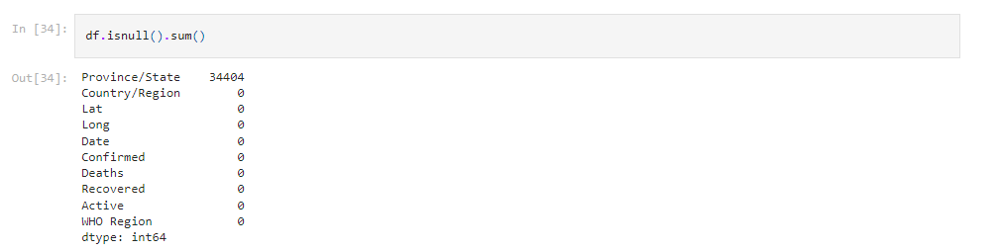 In [34]: df.isnull().sum()
Out[34]: Province/State 34404
Country/Region 0
Lat 0
Long 0
Date 0
Confirmed 0
Deaths 0
Recovered 0
Active 0
WHO Region 0
dtype: int64